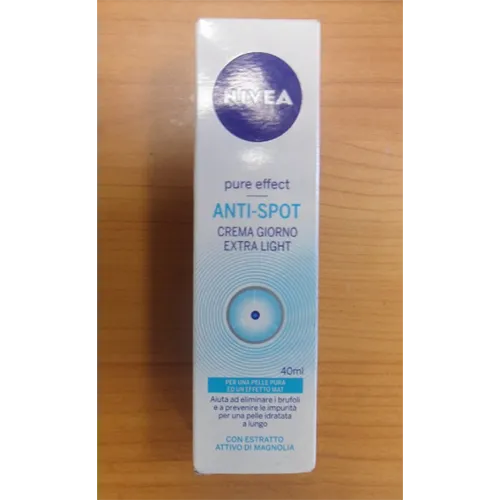 NIVEA
pure effect
ANTI-SPOT
CREMA GIORNO
EXTRA LIGHT
40ml
PER UNA PELLE PURA
ED UN EFFETTO MAT
Aiuta ad eliminare i brufoli
e a prevenire le impurità
per una pelle idratata
a lungo
CON ESTRATTO
ATTIVO DI MAGNOLIA